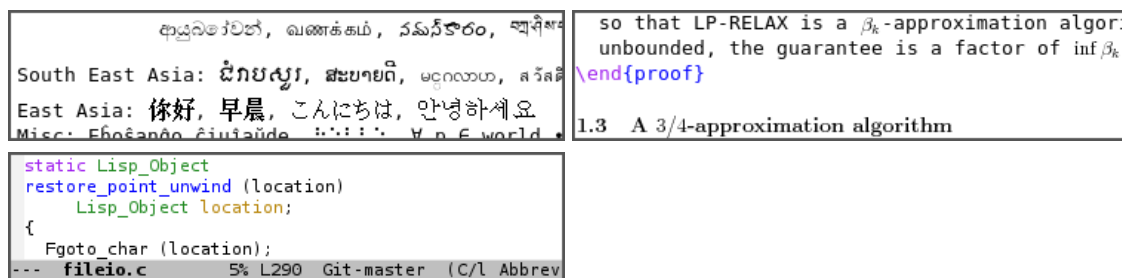 ආයුබෝවන්, வணக்கம், నమస్కారం,
South East Asia: ជំរាបសួរ, ສະບາຍດີ, မင်္ဂလာပါ, สวัสดี
East Asia: 你好, 早晨, こんにちは, 안녕하세요
Misc: Eĥoŝanĝo ĉiuĵaŭde, ⠓⠑⠇⠇⠕, ∀ p ∈ world •
so that LP-RELAX is a βₖ-approximation algori
unbounded, the guarantee is a factor of inf βₖ
\end{proof}
1.3 A 3/4-approximation algorithm
static Lisp_Object
restore_point_unwind (location)
Lisp_Object location;
{
Fgoto_char (location);
--- fileio.c 5% L290 Git-master (C/l Abbrev